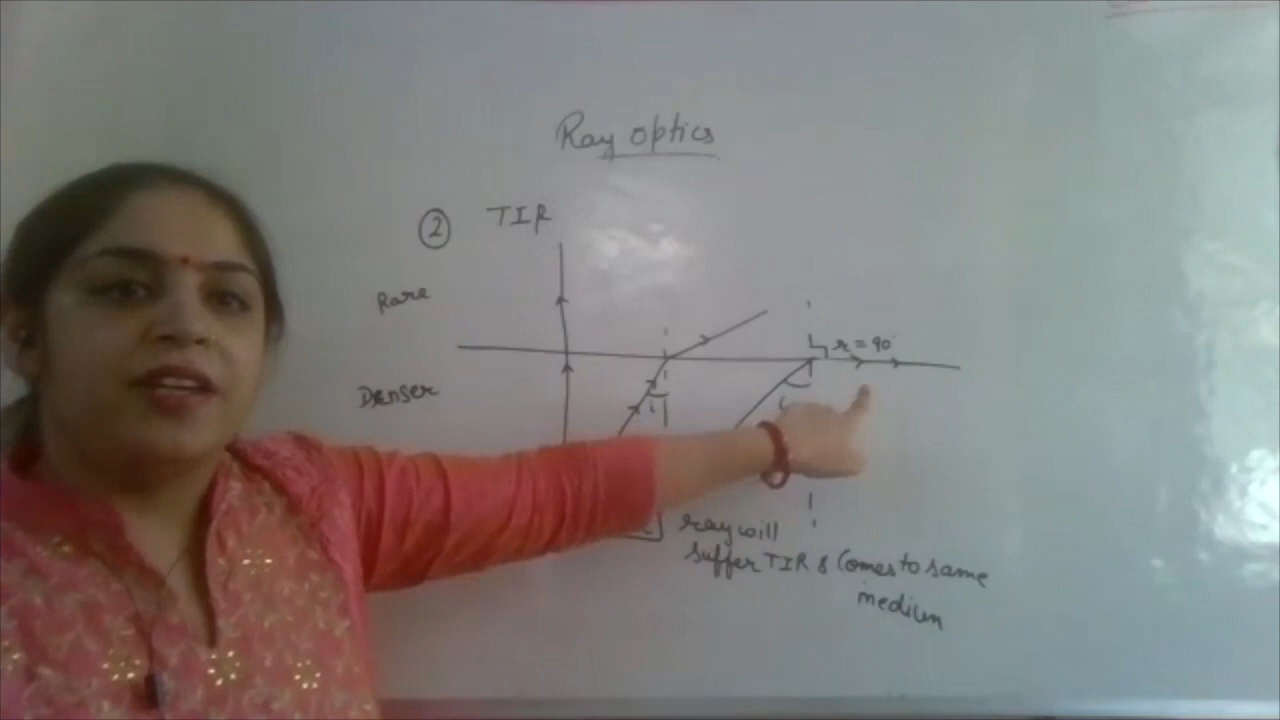 Ray optics
② TIR
Rare
r = 90°
Denser
i
ray will
suffer TIR & Comes to same
medium